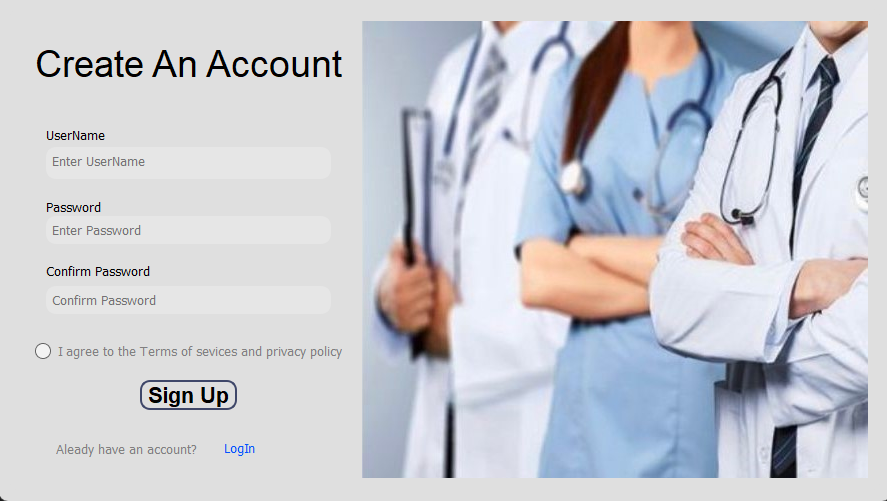 Create An Account
UserName
Enter UserName
Password
Enter Password
Confirm Password
Confirm Password
I agree to the Terms of sevices and privacy policy
Sign Up
Aleady have an account? LogIn